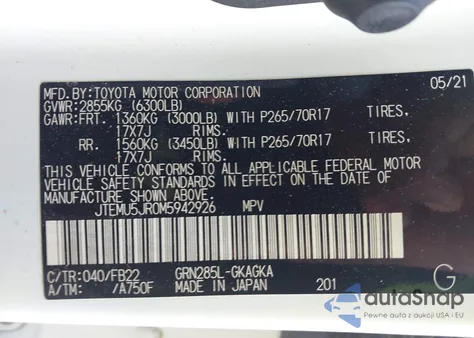 MFD.BY:TOYOTA MOTOR CORPORATION 05/21
GVWR:2855KG (6300LB)
GAWR:FRT. 1360KG (3000LB) WITH P265/70R17 TIRES,
17X7J RIMS.
RR. 1560KG (3450LB) WITH P265/70R17 TIRES,
17X7J RIMS.
THIS VEHICLE CONFORMS TO ALL APPLICABLE FEDERAL MOTOR
VEHICLE SAFETY STANDARDS IN EFFECT ON THE DATE OF
MANUFACTURE SHOWN ABOVE.
JTEMU5JR0M5942926 MPV
C/TR:040/FB22 GRN285L-GKAGKA
A/TM: /A750F MADE IN JAPAN 201 G
autoSnap
Pewne auta z aukcji USA i EU